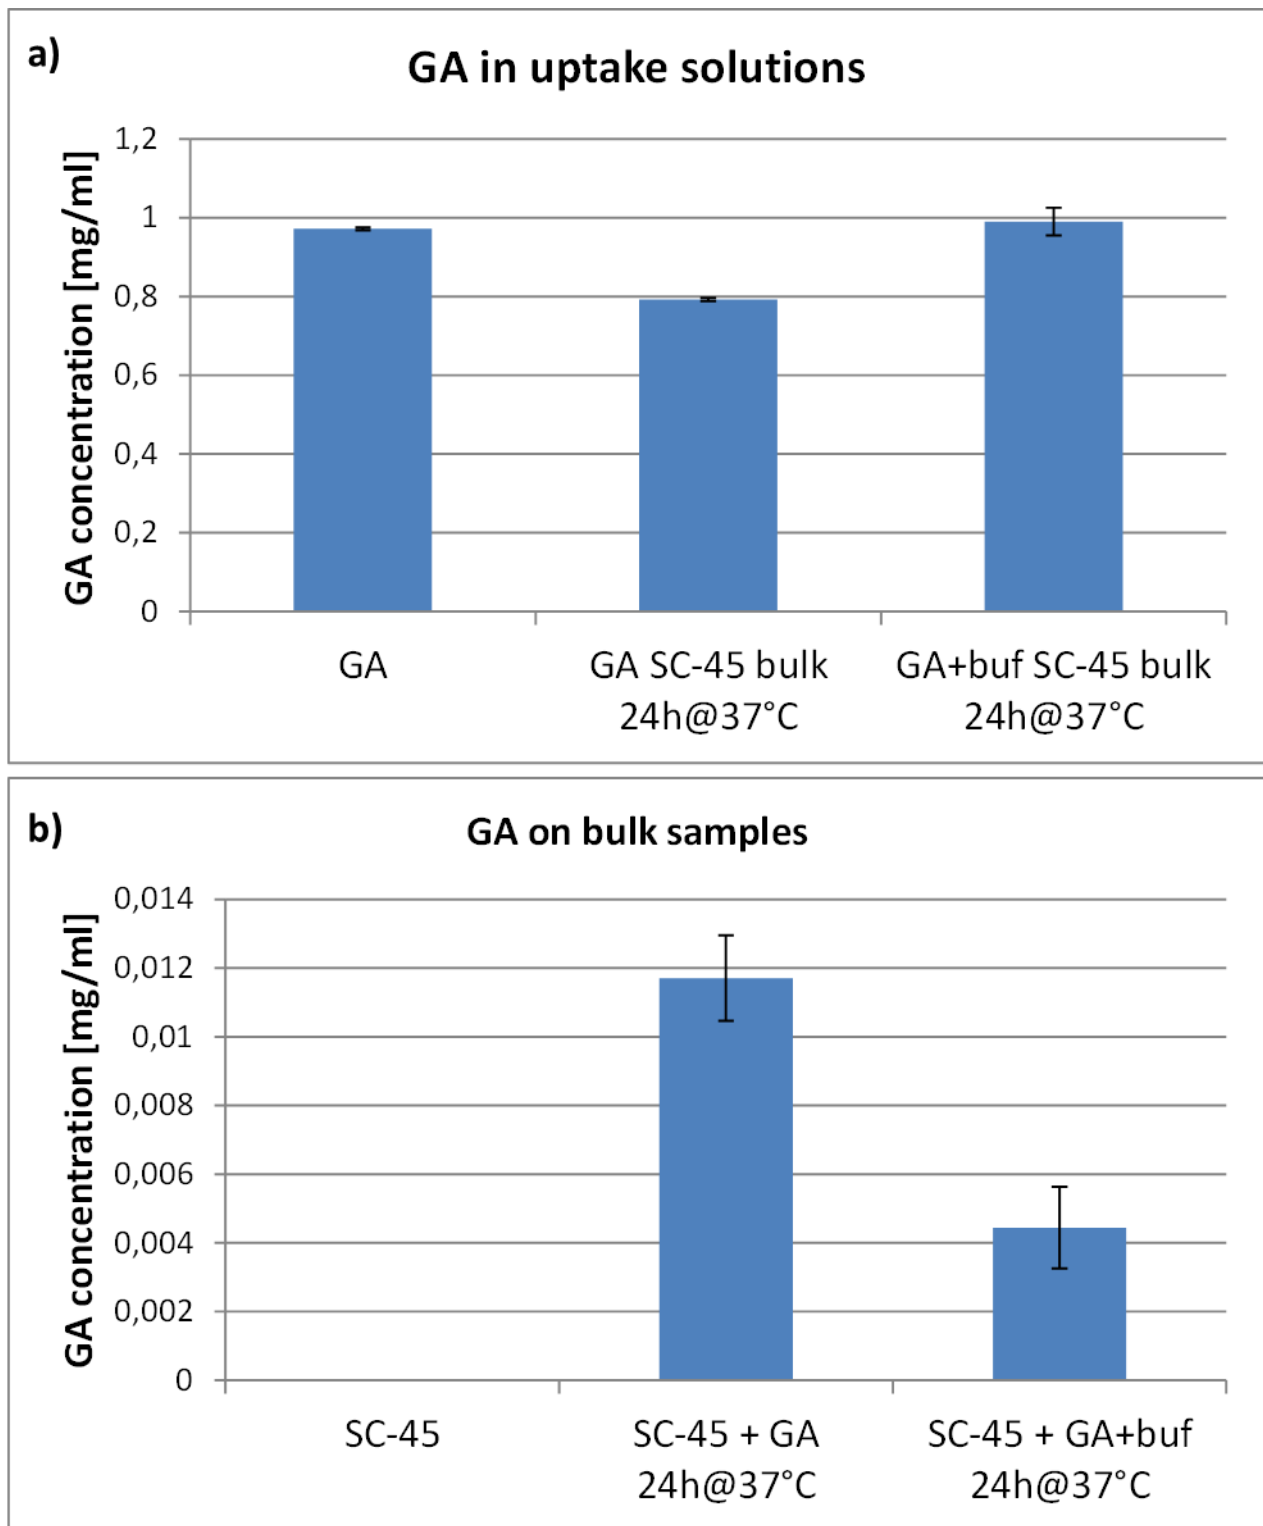 a)
GA in uptake solutions
GA concentration [mg/ml]
1,2
1
0,8
0,6
0,4
0,2
0
GA
GA SC-45 bulk
24h@37°C
GA+buf SC-45 bulk
24h@37°C
b)
GA on bulk samples
GA concentration [mg/ml]
0,014
0,012
0,01
0,008
0,006
0,004
0,002
0
SC-45
SC-45 + GA
24h@37°C
SC-45 + GA+buf
24h@37°C